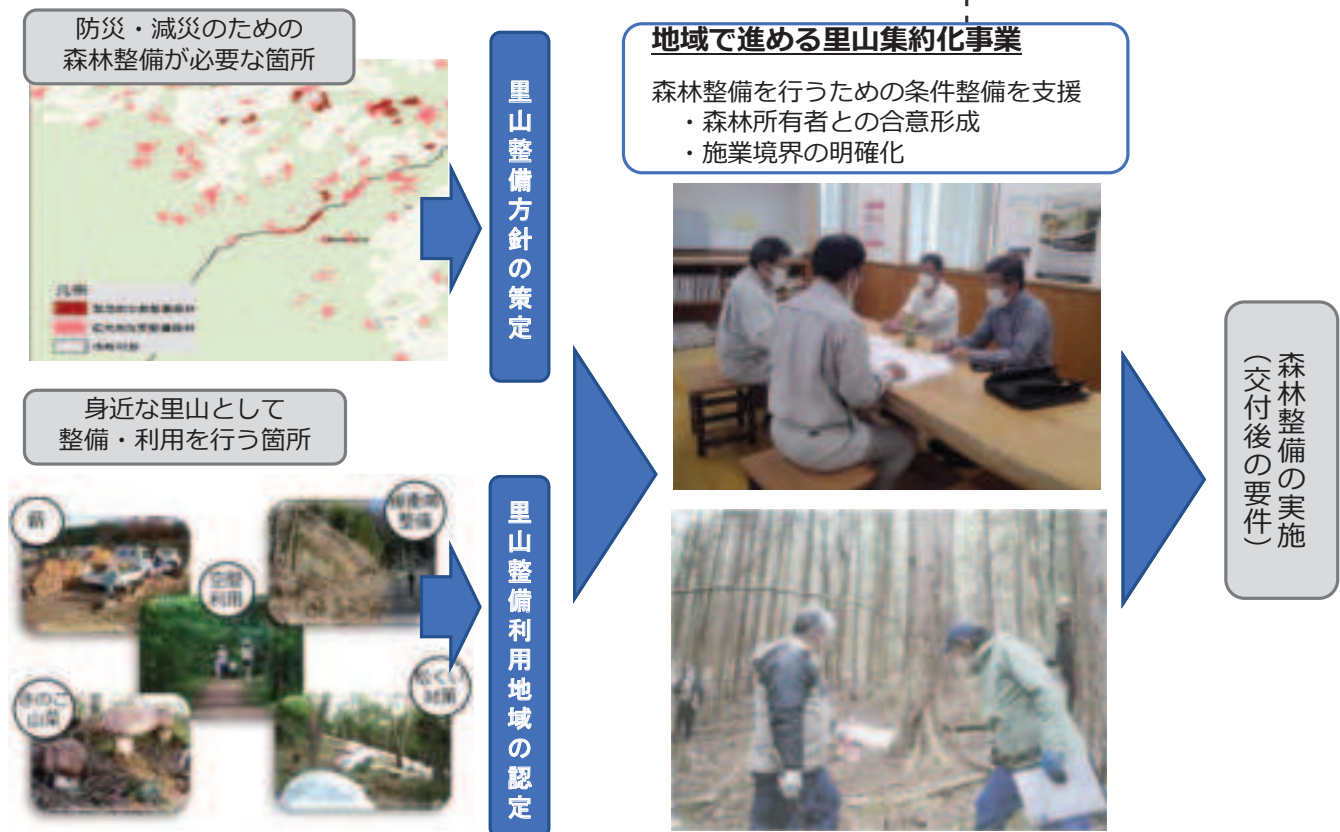 防災・減災のための
森林整備が必要な箇所
里山整備方針の策定
身近な里山として
整備・利用を行う箇所
薪
空間
利用
きのこ
山菜
里山整備利用地域の認定
地域で進める里山集約化事業
森林整備を行うための条件整備を支援
・森林所有者との合意形成
・施業境界の明確化
森林整備の実施
(交付後の要件)